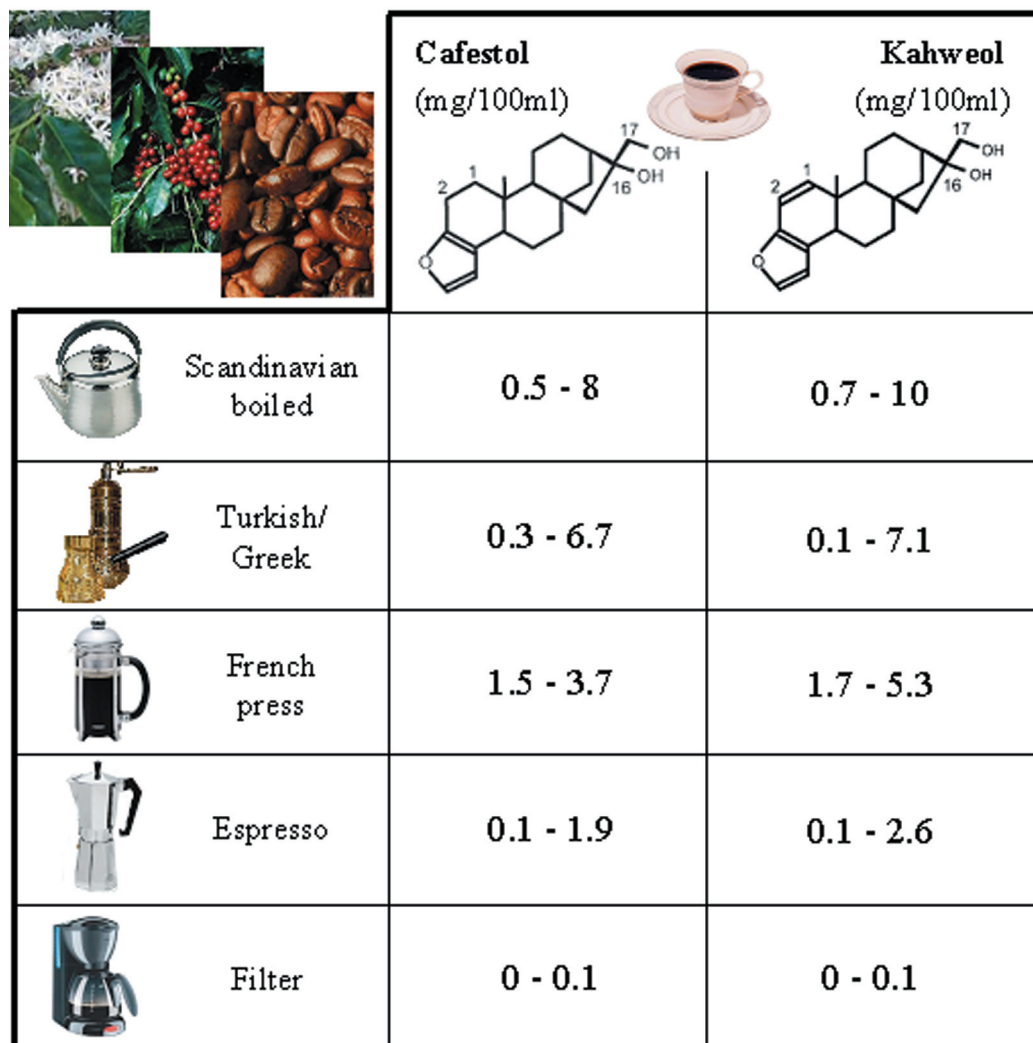 Cafestol
(mg/100ml)
Kahweol
(mg/100ml)
17
OH
OH
16
1
2
O
17
OH
OH
16
1
2
O
Scandinavian
boiled
0.5 - 8
0.7 - 10
Turkish/
Greek
0.3 - 6.7
0.1 - 7.1
French
press
1.5 - 3.7
1.7 - 5.3
Espresso
0.1 - 1.9
0.1 - 2.6
Filter
0 - 0.1
0 - 0.1